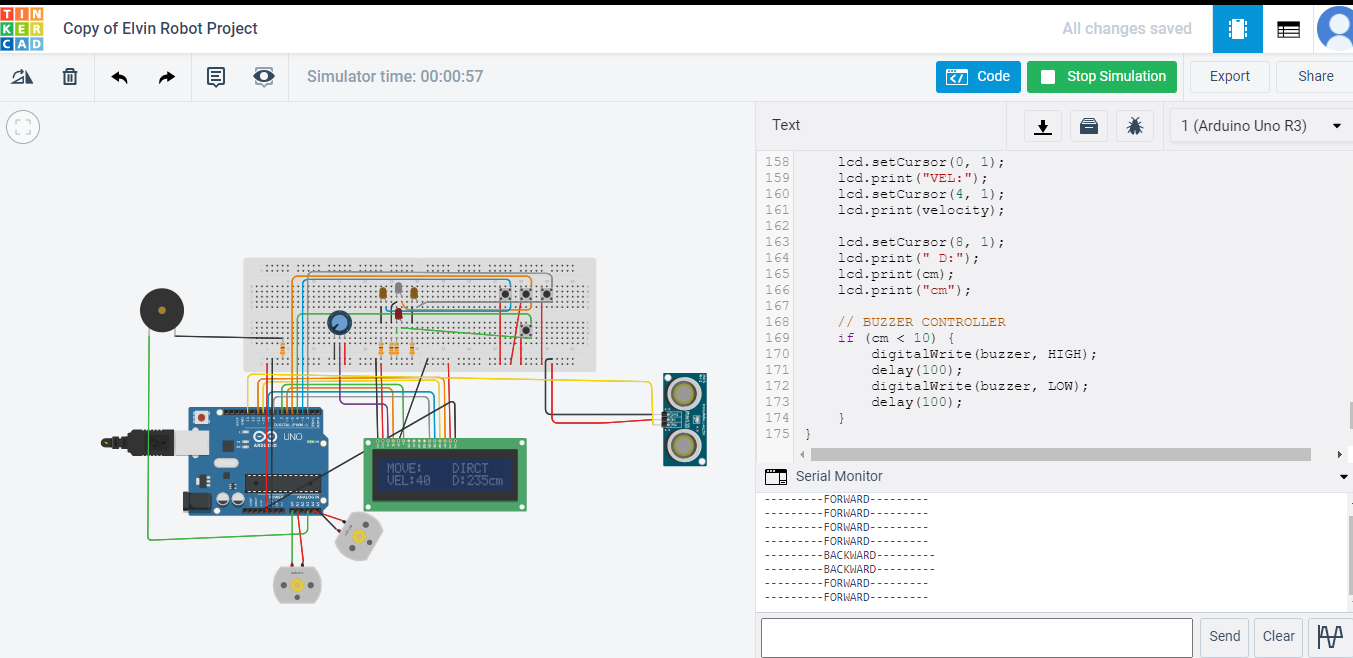 TIN
KER
CAD
Copy of Elvin Robot Project
All changes saved
Simulator time: 00:00:57
Code
Stop Simulation
Export
Share
Text
1 (Arduino Uno R3)
158 lcd.setCursor(0, 1);
159 lcd.print("VEL:");
160 lcd.setCursor(4, 1);
161 lcd.print(velocity);
162
163 lcd.setCursor(8, 1);
164 lcd.print(" D:");
165 lcd.print(cm);
166 lcd.print("cm");
167
168 // BUZZER CONTROLLER
169 if (cm < 10) {
170 digitalWrite(buzzer, HIGH);
171 delay(100);
172 digitalWrite(buzzer, LOW);
173 delay(100);
174 }
175 }
UNO
MOVE: DIRCT
VEL:40 D:235cm
Serial Monitor
---------FORWARD---------
---------FORWARD---------
---------FORWARD---------
---------FORWARD---------
---------BACKWARD---------
---------BACKWARD---------
---------FORWARD---------
---------FORWARD---------
Send
Clear